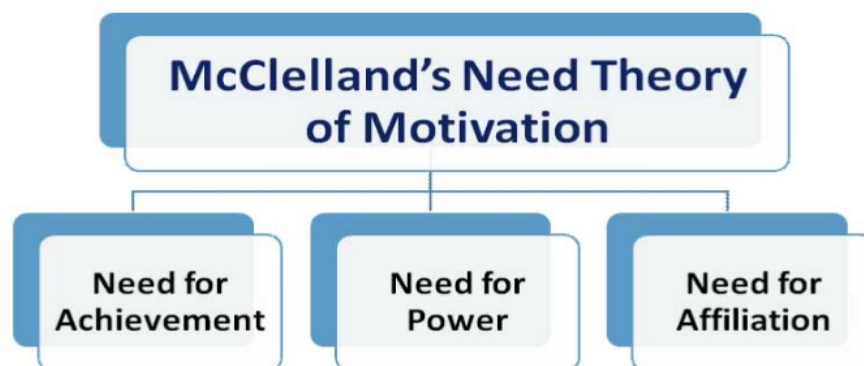 McClelland’s Need Theory
of Motivation
Need for
Achievement
Need for
Power
Need for
Affiliation